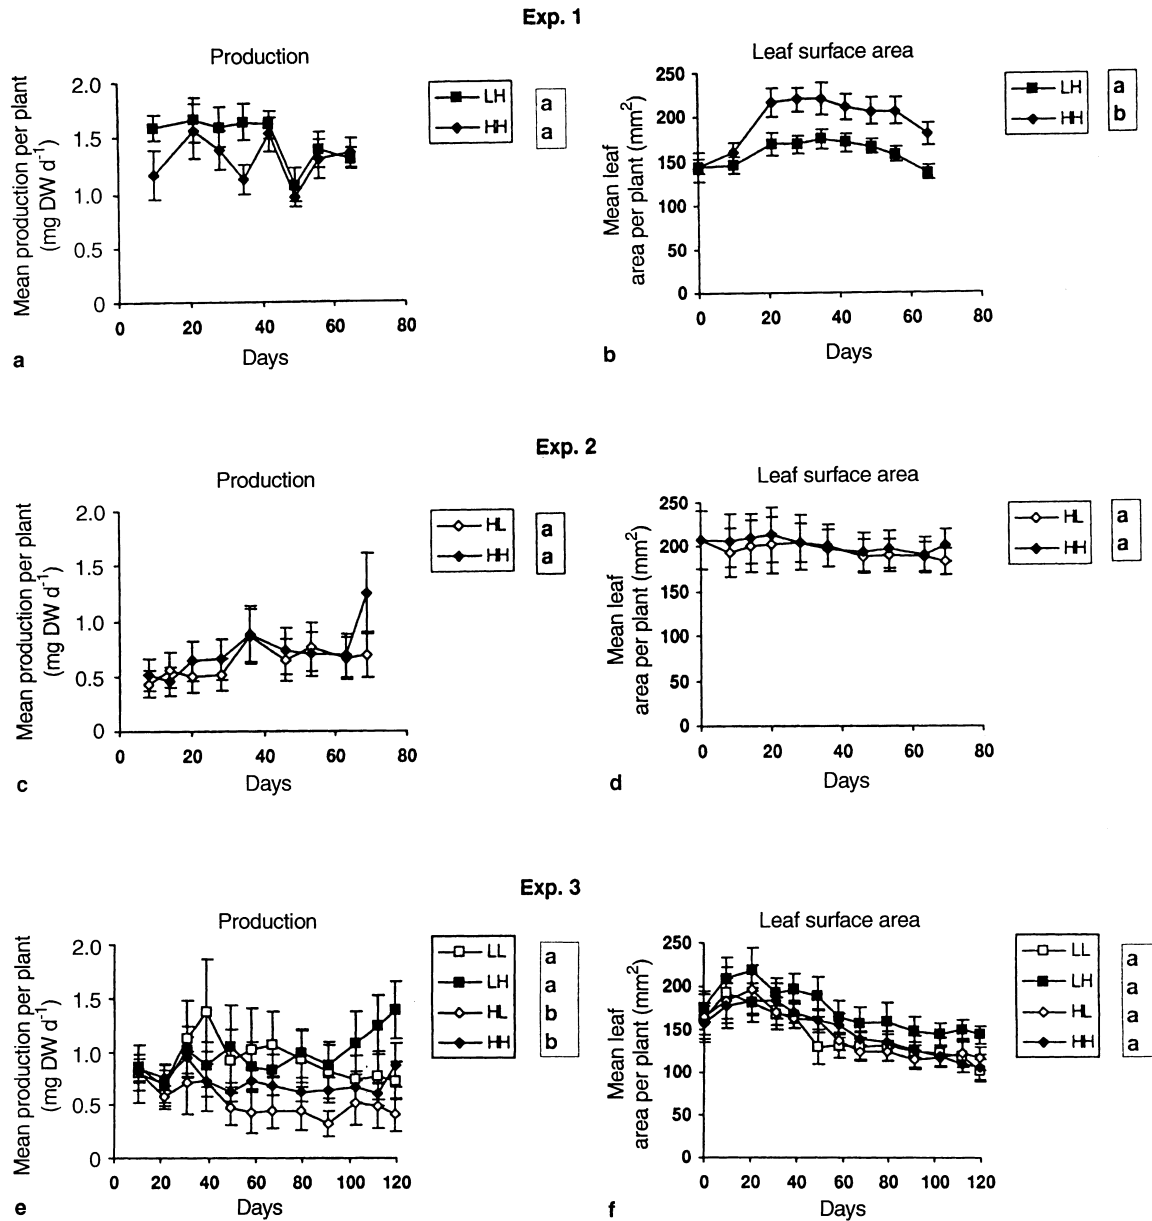 Exp. 1
Production
Mean production per plant
(mg DW d-1)
2.0
1.5
1.0
0.5
0
0 20 40 60 80
Days
LH
HH
a
a
a
Leaf surface area
Mean leaf
area per plant (mm2)
250
200
150
100
50
0
0 20 40 60 80
Days
LH
HH
a
b
b
Exp. 2
Production
Mean production per plant
(mg DW d-1)
2.0
1.5
1.0
0.5
0
0 20 40 60 80
Days
HL
HH
a
a
c
Leaf surface area
Mean leaf
area per plant (mm2)
250
200
150
100
50
0
0 20 40 60 80
Days
HL
HH
a
a
d
Exp. 3
Production
Mean production per plant
(mg DW d-1)
2.0
1.5
1.0
0.5
0
0 20 40 60 80 100 120
Days
LL
LH
HL
HH
a
a
b
b
e
Leaf surface area
Mean leaf
area per plant (mm2)
250
200
150
100
50
0
0 20 40 60 80 100 120
Days
LL
LH
HL
HH
a
a
a
a
f